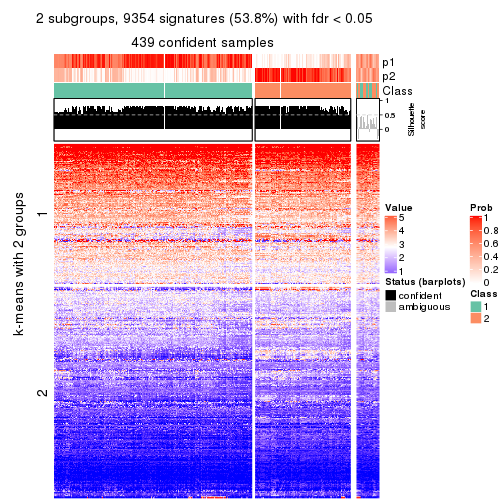 2 subgroups, 9354 signatures (53.8%) with fdr < 0.05
439 confident samples
p1
p2
Class
1
0.5
0
Silhouette
score
k-means with 2 groups
1
2
Value
5
4
3
2
1
Status (barplots)
confident
ambiguous
Prob
1
0.8
0.6
0.4
0.2
0
Class
1
2